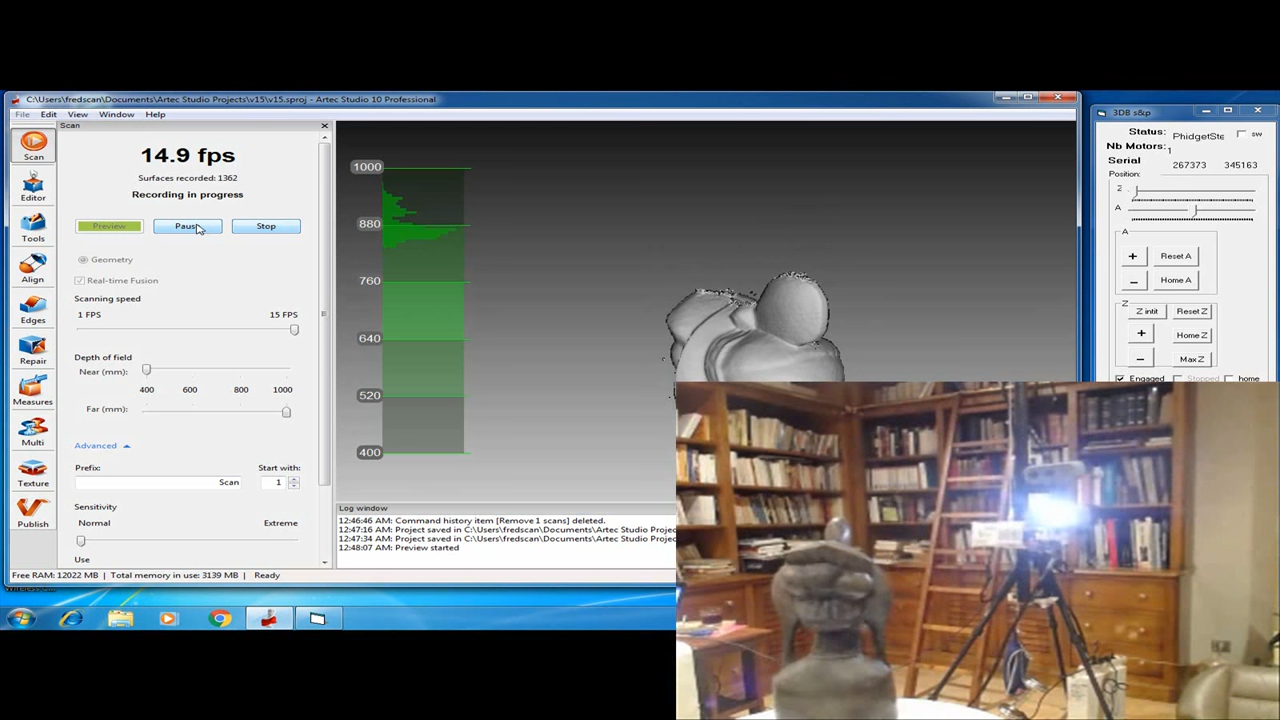 C:\Users\fredscan\Documents\Artec Studio Projects\v15\v15.sproj - Artec Studio 10 Professional
File Edit View Window Help
Scan
Scan
Editor
Tools
Align
Edges
Repair
Measures
Multi
Texture
Publish
14.9 fps
Surfaces recorded: 1362
Recording in progress
Preview Paus Stop
Geometry
Real-time Fusion
Scanning speed
1 FPS 15 FPS
Depth of field
Near (mm):
400 600 800 1000
Far (mm):
Advanced
Prefix: Start with:
Scan 1
Sensitivity
Normal Extreme
Use
1000
880
760
640
520
400
Log window
12:46:46 AM: Command history item [Remove 1 scans] deleted.
12:47:16 AM: Project saved in C:\Users\fredscan\Documents\Artec Studio Projec
12:47:34 AM: Project saved in C:\Users\fredscan\Documents\Artec Studio Projec
12:48:07 AM: Preview started
Free RAM: 12022 MB | Total memory in use: 3139 MB | Ready
3DB s&p
Status: PhidgetSte sw
Nb Motors: 1
Serial 267373 345163
Position:
Z
A
A
+ Reset A
– Home A
Z
Z intit Reset Z
+ Home Z
– Max Z
Engaged Stopped home